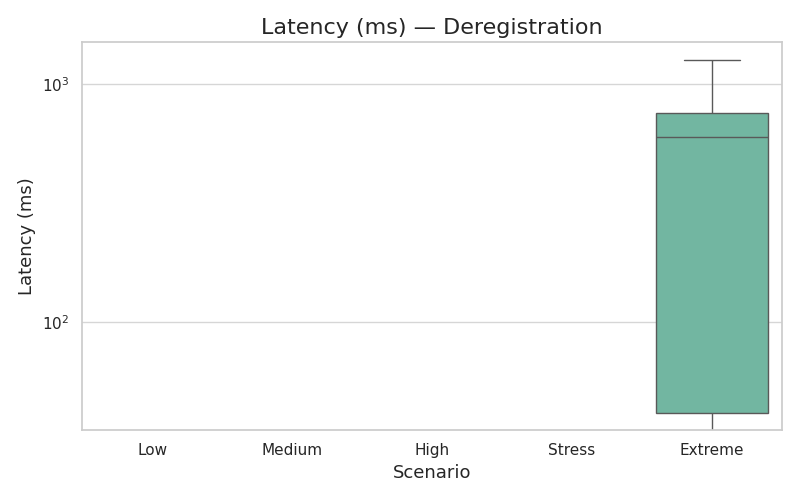 Latency (ms) — Deregistration
10³
10²
Latency (ms)
Low Medium High Stress Extreme
Scenario